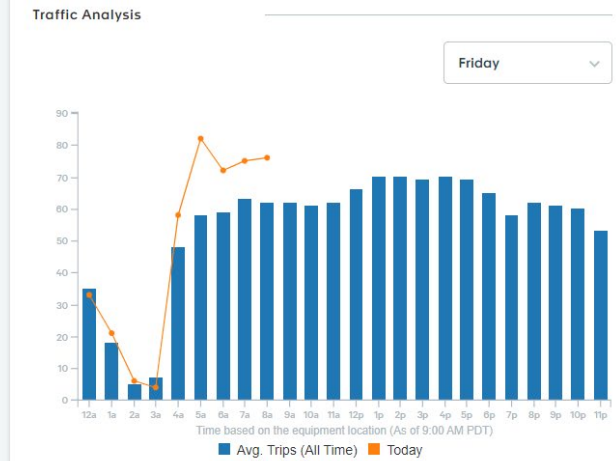 Traffic Analysis
Friday
90
80
70
60
50
40
30
20
10
0
12a 1a 2a 3a 4a 5a 6a 7a 8a 9a 10a 11a 12p 1p 2p 3p 4p 5p 6p 7p 8p 9p 10p 11p
Time based on the equipment location (As of 9:00 AM PDT)
Avg. Trips (All Time) Today